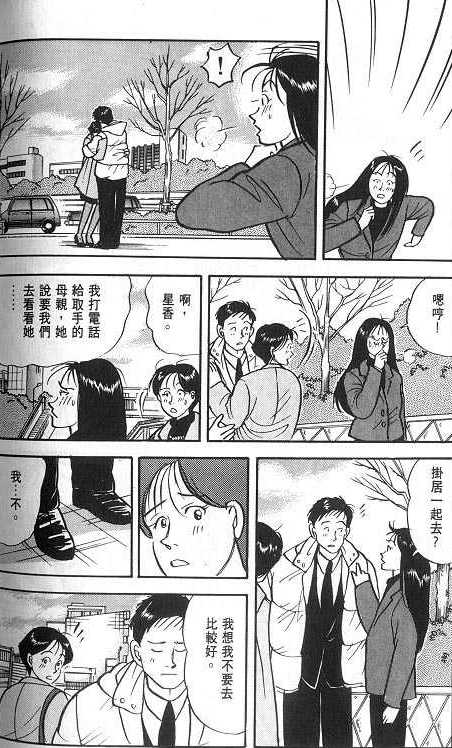 !
嗯哼!
啊,
星香。
我打電話
給取手的
母親,她
說要我們
去看看她
……
掛居一起去?
我…不。
我想我不要去
比較好。